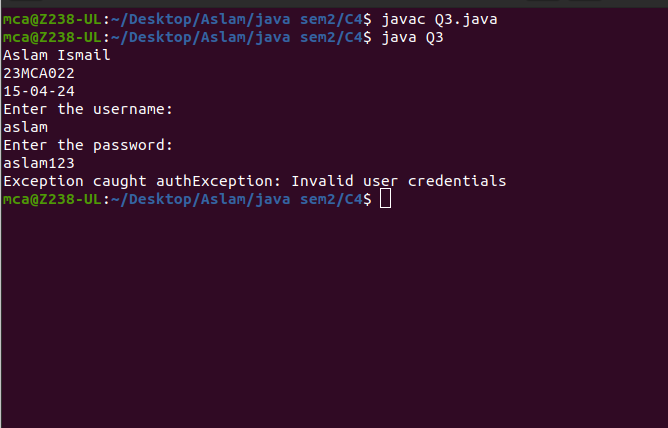 mca@Z238-UL:~/Desktop/Aslam/java sem2/C4$ javac Q3.java
mca@Z238-UL:~/Desktop/Aslam/java sem2/C4$ java Q3
Aslam Ismail
23MCA022
15-04-24
Enter the username:
aslam
Enter the password:
aslam123
Exception caught authException: Invalid user credentials
mca@Z238-UL:~/Desktop/Aslam/java sem2/C4$